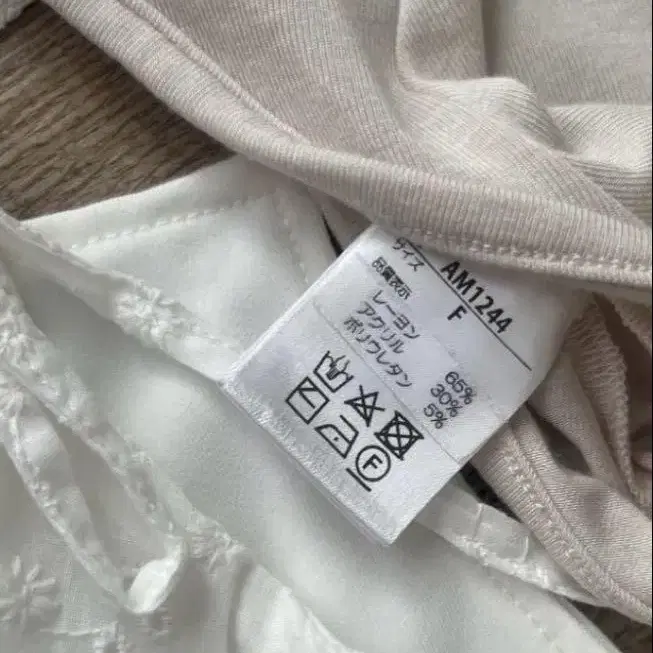 サイズ AM1244
F
品質表示
レーヨン 65%
アクリル 30%
ポリウレタン 5%
F